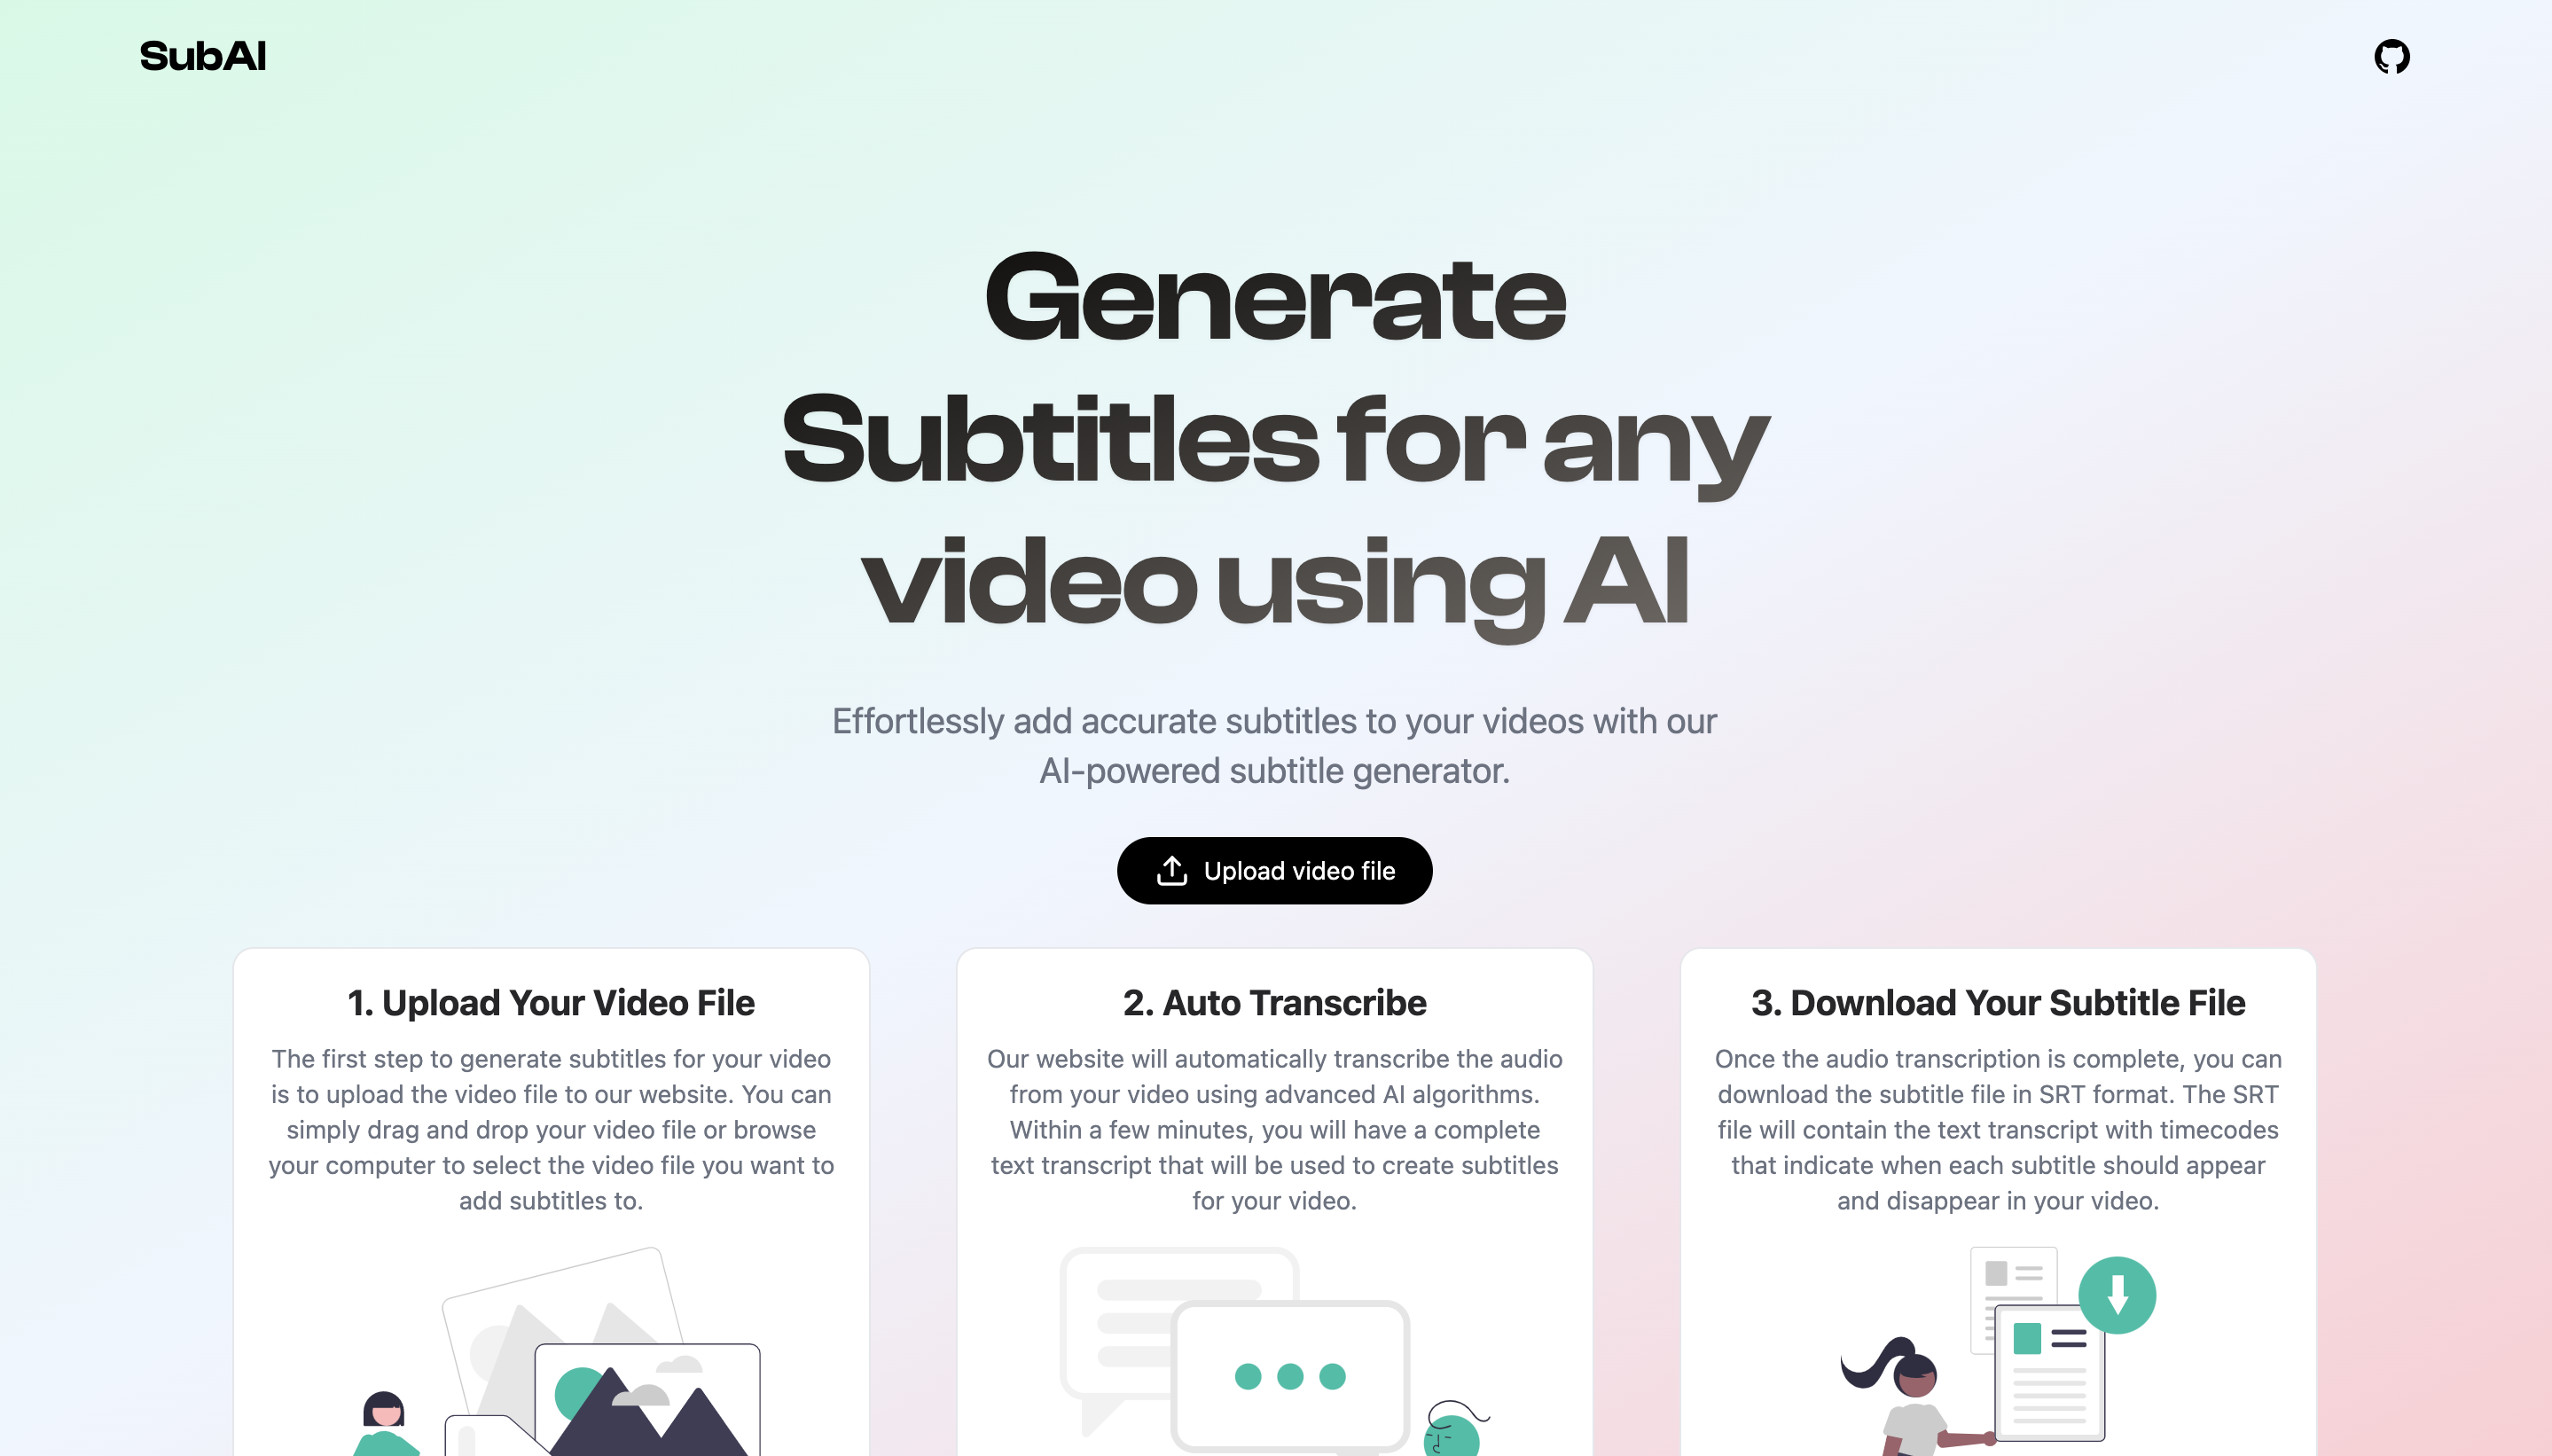 SubAI
Generate
Subtitles for any
video using AI
Effortlessly add accurate subtitles to your videos with our
AI-powered subtitle generator.
Upload video file
1. Upload Your Video File
The first step to generate subtitles for your video
is to upload the video file to our website. You can
simply drag and drop your video file or browse
your computer to select the video file you want to
add subtitles to.
2. Auto Transcribe
Our website will automatically transcribe the audio
from your video using advanced AI algorithms.
Within a few minutes, you will have a complete
text transcript that will be used to create subtitles
for your video.
3. Download Your Subtitle File
Once the audio transcription is complete, you can
download the subtitle file in SRT format. The SRT
file will contain the text transcript with timecodes
that indicate when each subtitle should appear
and disappear in your video.